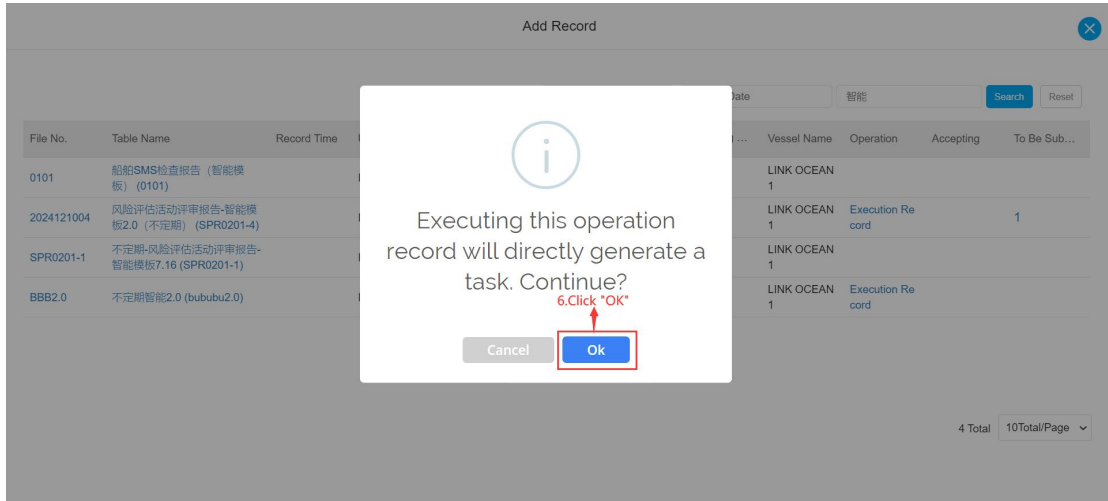 Add Record
Date
智能
Search
Reset
File No.
Table Name
Record Time
Vessel Name
Operation
Accepting
To Be Sub...
0101
船舶SMS检查报告（智能模
板） (0101)
LINK OCEAN
1
2024121004
风险评估活动评审报告-智能模
板2.0（不定期） (SPR0201-4)
LINK OCEAN
1
Execution Re
cord
1
SPR0201-1
不定期-风险评估活动评审报告-
智能模板7.16 (SPR0201-1)
LINK OCEAN
1
BBB2.0
不定期智能2.0 (bububu2.0)
LINK OCEAN
1
Execution Re
cord
Executing this operation
record will directly generate a
task. Continue?
6.Click "OK"
Cancel
Ok
4 Total
10Total/Page